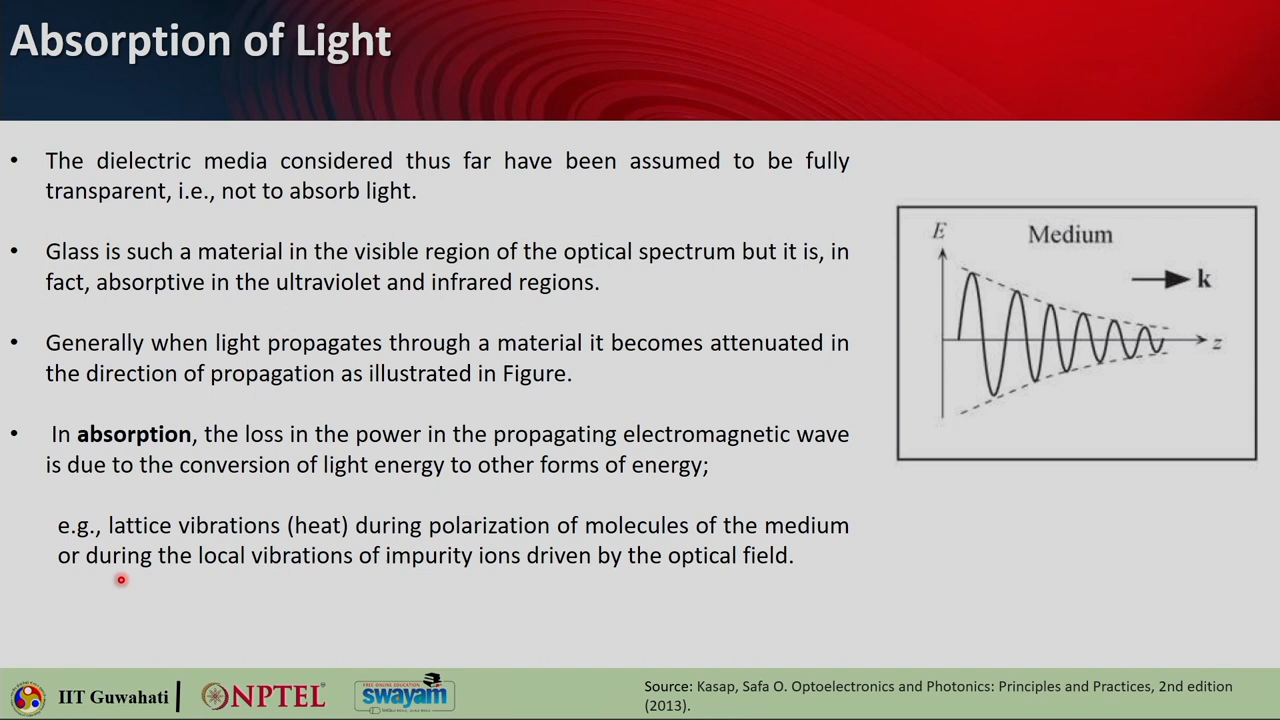 Absorption of Light
• The dielectric media considered thus far have been assumed to be fully
transparent, i.e., not to absorb light.
• Glass is such a material in the visible region of the optical spectrum but it is, in
fact, absorptive in the ultraviolet and infrared regions.
• Generally when light propagates through a material it becomes attenuated in
the direction of propagation as illustrated in Figure.
• In absorption, the loss in the power in the propagating electromagnetic wave
is due to the conversion of light energy to other forms of energy;
e.g., lattice vibrations (heat) during polarization of molecules of the medium
or during the local vibrations of impurity ions driven by the optical field.
E
Medium
k
z
IIT Guwahati
NPTEL
FREE ONLINE EDUCATION
swayam
Source: Kasap, Safa O. Optoelectronics and Photonics: Principles and Practices, 2nd edition
(2013).